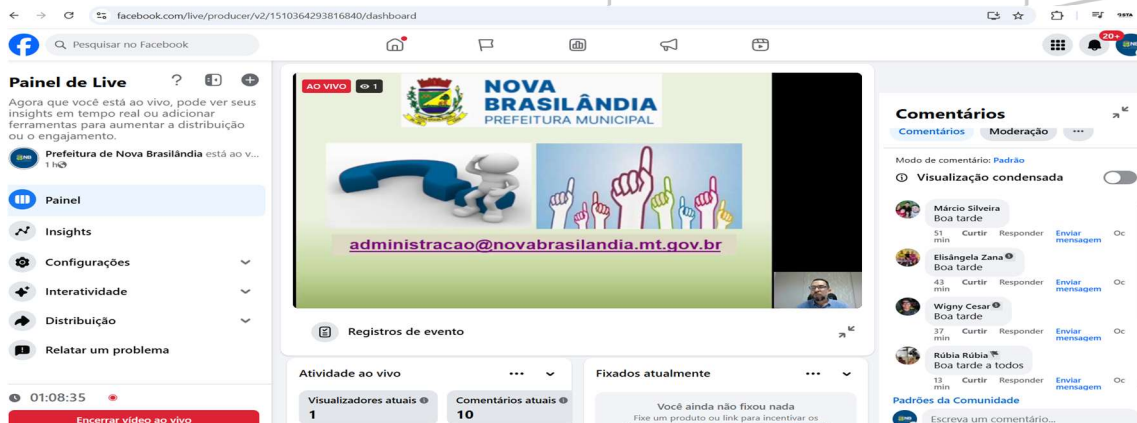 facebook.com/live/producer/v2/1510364293816840/dashboard
Pesquisar no Facebook
20+
Painel de Live
Agora que você está ao vivo, pode ver seus
insights em tempo real ou adicionar
ferramentas para aumentar a distribuição
ou o engajamento.
Prefeitura de Nova Brasilândia está ao v...
1 h
Painel
Insights
Configurações
Interatividade
Distribuição
Relatar um problema
01:08:35
Encerrar vídeo ao vivo
AO VIVO 1
NOVA
BRASILÂNDIA
PREFEITURA MUNICIPAL
administracao@novabrasilandia.mt.gov.br
Registros de evento
Atividade ao vivo
Visualizadores atuais
1
Comentários atuais
10
Fixados atualmente
Você ainda não fixou nada
Fixe um produto ou link para incentivar os
Comentários
Comentários Moderação ...
Modo de comentário: Padrão
Visualização condensada
Márcio Silveira
Boa tarde
51 min Curtir Responder Enviar mensagem Oc
Elisângela Zana
Boa tarde
43 min Curtir Responder Enviar mensagem Oc
Wigny Cesar
Boa tarde
37 min Curtir Responder Enviar mensagem Oc
Rúbia Rúbia
Boa tarde a todos
13 min Curtir Responder Enviar mensagem Oc
Padrões da Comunidade
Escreva um comentário...